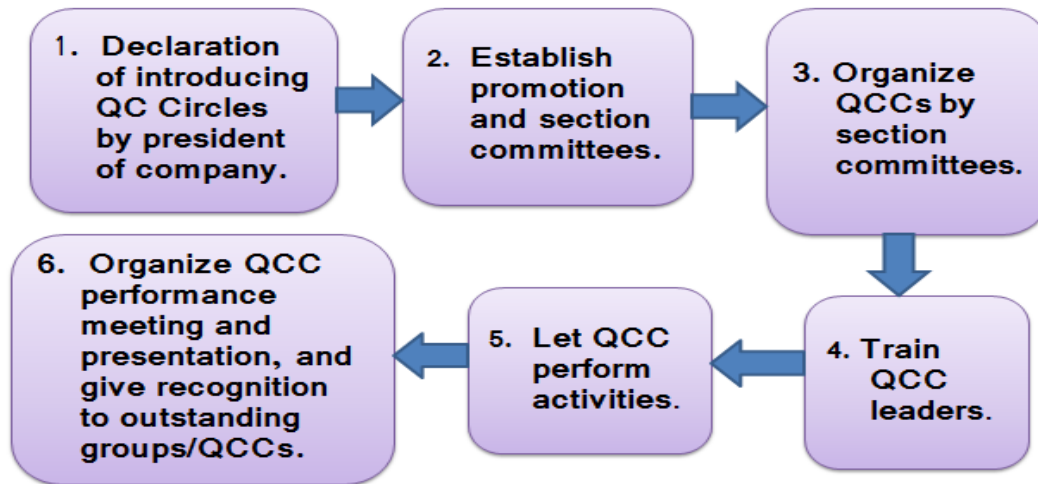 1. Declaration
of introducing
QC Circles
by president
of company.
2. Establish
promotion
and section
committees.
3. Organize
QCCs by
section
committees.
4. Train
QCC
leaders.
5. Let QCC
perform
activities.
6. Organize QCC
performance
meeting and
presentation, and
give recognition
to outstanding
groups/QCCs.